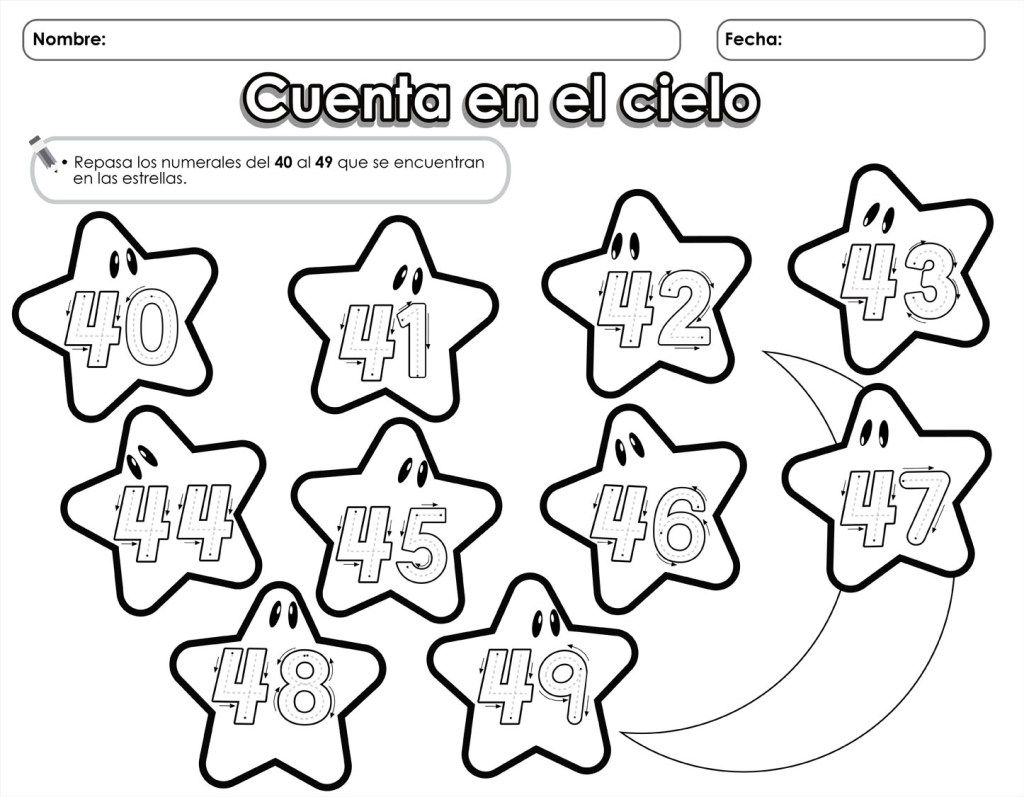 Nombre:
Fecha:
Cuenta en el cielo
• Repasa los numerales del 40 al 49 que se encuentran
en las estrellas.
40
41
42
43
44
45
46
47
48
49